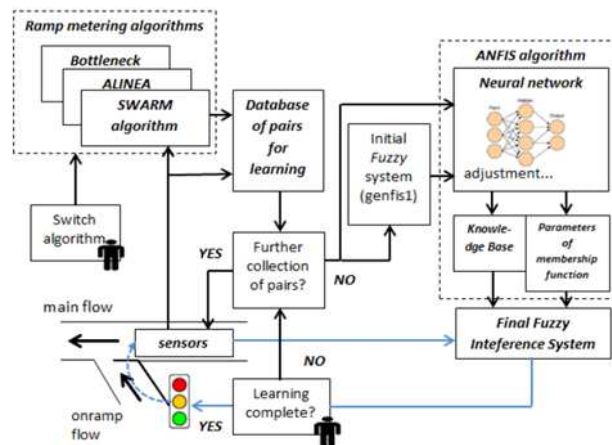 Ramp metering algorithms
Bottleneck
ALINEA
SWARM
algorithm
Database
of pairs
for
learning
Initial
Fuzzy
system
(genfis1)
ANFIS algorithm
Neural network
adjustment...
Switch
algorithm
YES
Further
collection
of pairs?
NO
Knowle-
dge Base
Parameters
of
membership
function
main flow
sensors
Final Fuzzy
Inteference System
NO
onramp
flow
YES
Learning
complete?